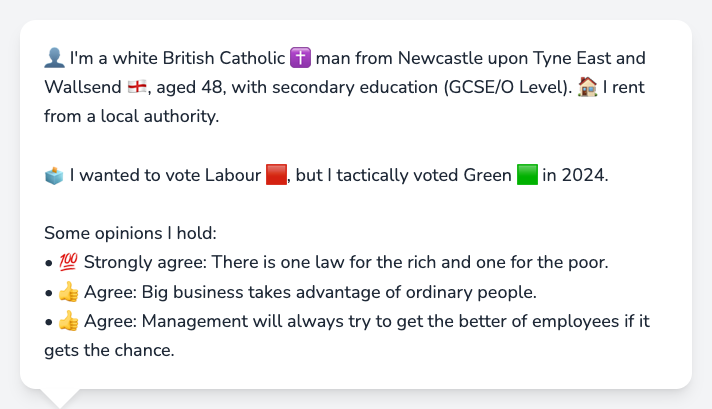 👤 I'm a white British Catholic ✝️ man from Newcastle upon Tyne East and
Wallsend 🏴󠁧󠁢󠁥󠁮󠁧󠁿, aged 48, with secondary education (GCSE/O Level). 🏠 I rent
from a local authority.
🗳️ I wanted to vote Labour 🟥, but I tactically voted Green 🟩 in 2024.
Some opinions I hold:
• 💯 Strongly agree: There is one law for the rich and one for the poor.
• 👍 Agree: Big business takes advantage of ordinary people.
• 👍 Agree: Management will always try to get the better of employees if it
gets the chance.